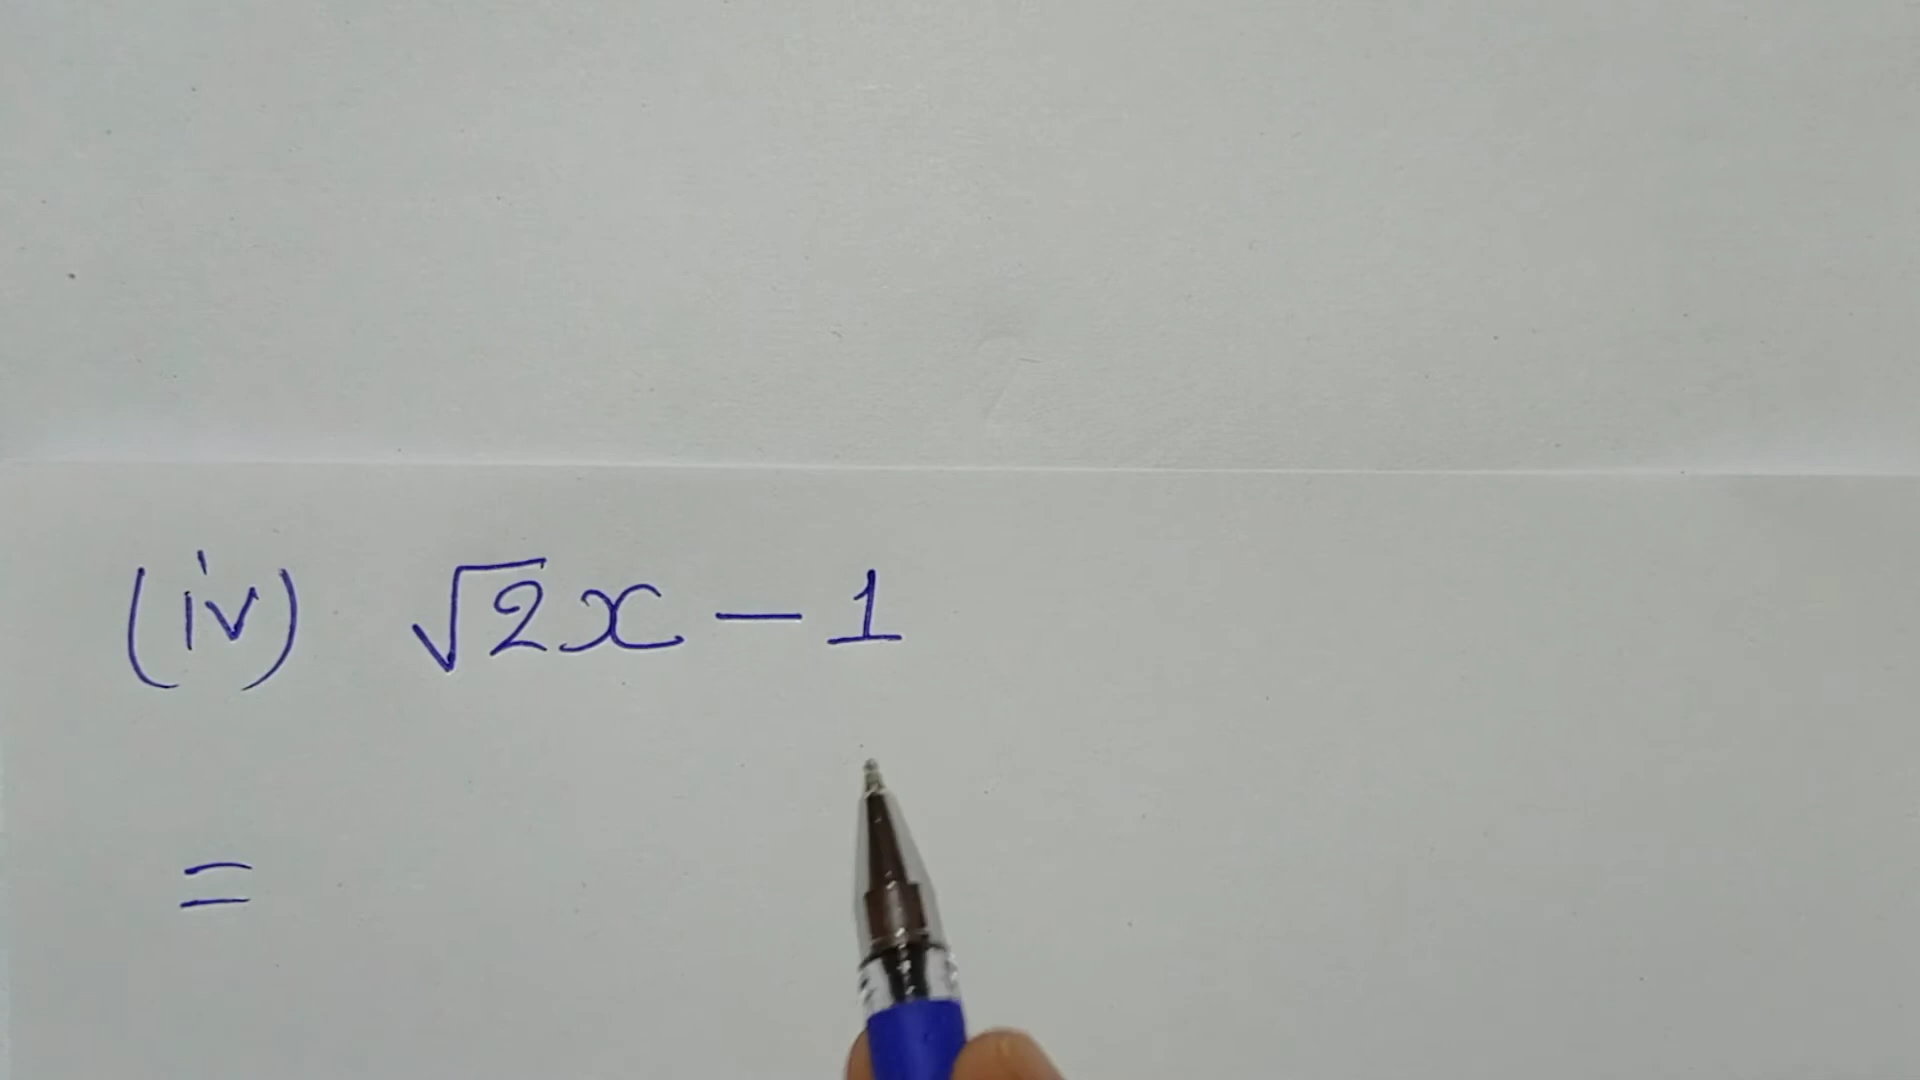 (iv) √2x − 1
=